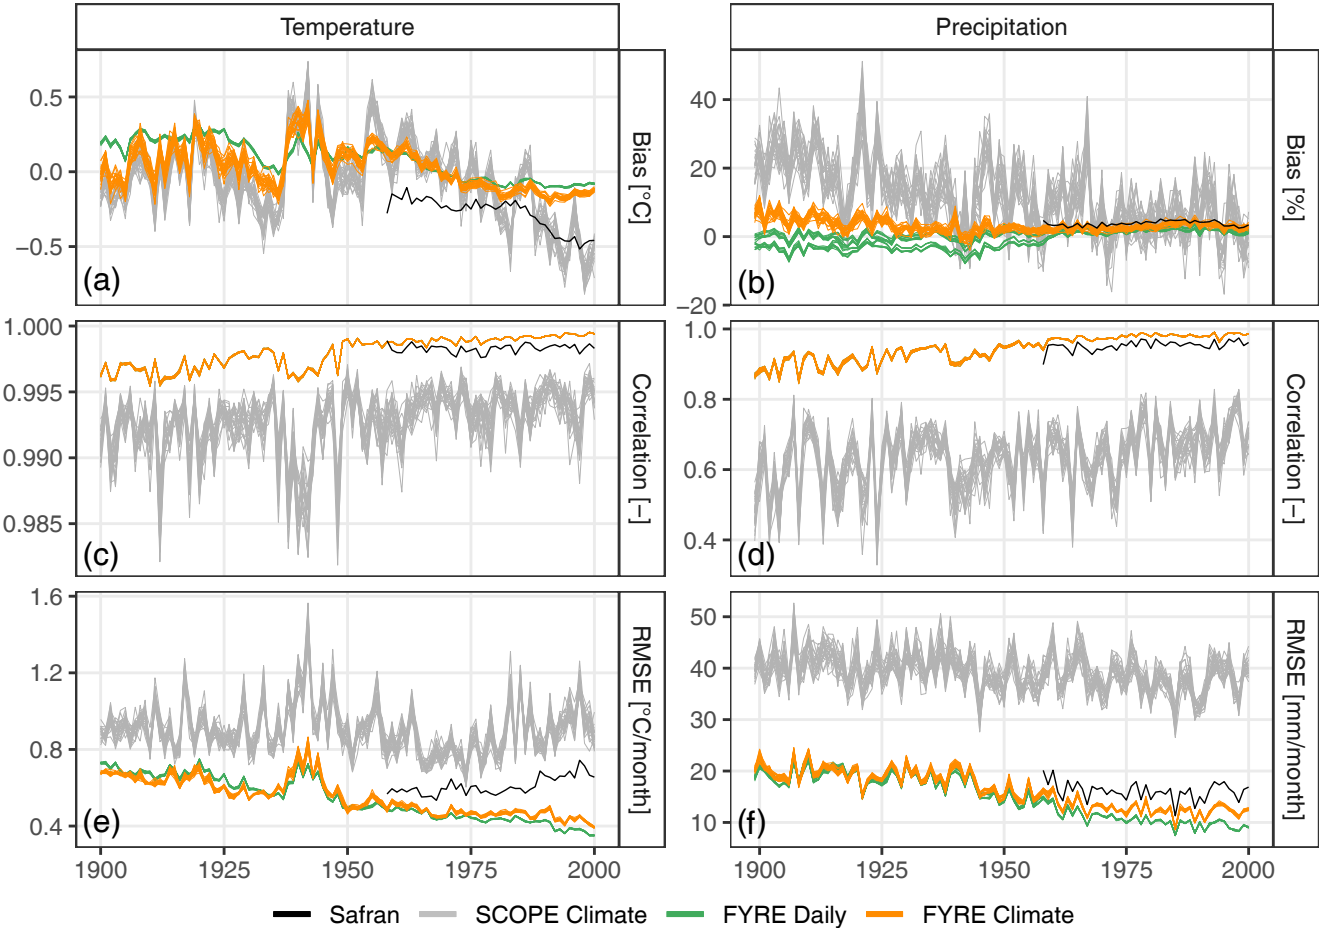 Temperature
Precipitation
0.5
0.0
−0.5
(a)
Bias [°C]
40
20
0
−20
(b)
Bias [%]
1.000
0.995
0.990
0.985
(c)
Correlation [−]
1.0
0.8
0.6
0.4
(d)
Correlation [−]
1.6
1.2
0.8
0.4
(e)
RMSE [°C/month]
50
40
30
20
10
(f)
RMSE [mm/month]
1900 1925 1950 1975 2000
1900 1925 1950 1975 2000
Safran SCOPE Climate FYRE Daily FYRE Climate